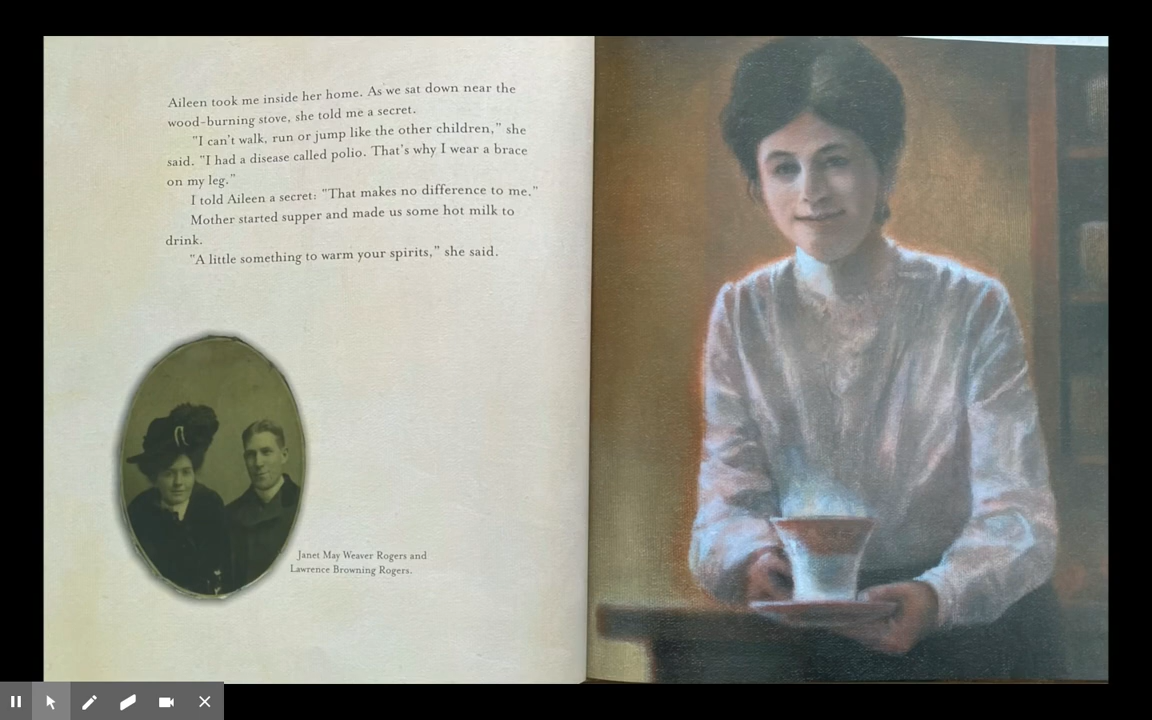 Aileen took me inside her home. As we sat down near the
wood-burning stove, she told me a secret.
"I can't walk, run or jump like the other children," she
said. "I had a disease called polio. That's why I wear a brace
on my leg."
I told Aileen a secret: "That makes no difference to me."
Mother started supper and made us some hot milk to
drink.
"A little something to warm your spirits," she said.
Janet May Weaver Rogers and
Lawrence Browning Rogers.